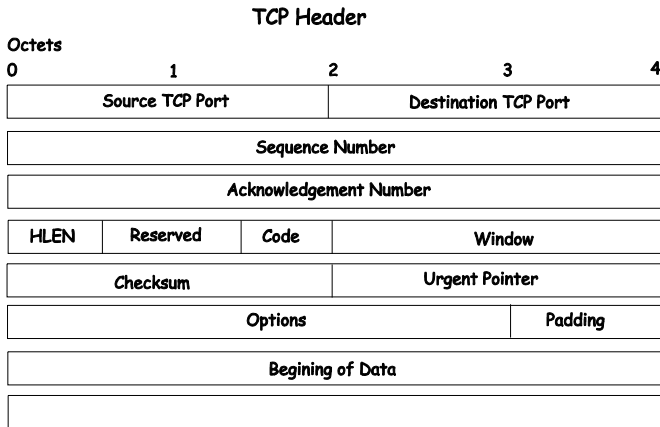 TCP Header
Octets
0 1 2 3 4
Source TCP Port Destination TCP Port
Sequence Number
Acknowledgement Number
HLEN Reserved Code Window
Checksum Urgent Pointer
Options Padding
Begining of Data